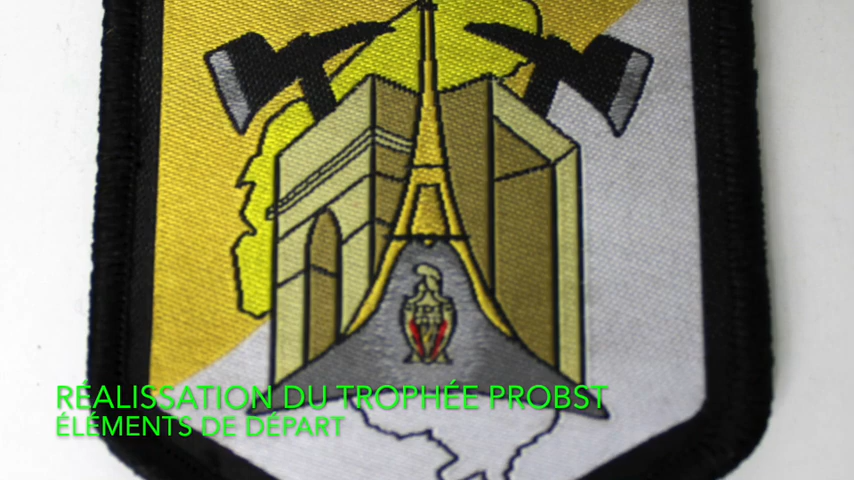 RÉALISSATION DU TROPHÉE PROBST
ÉLÉMENTS DE DÉPART